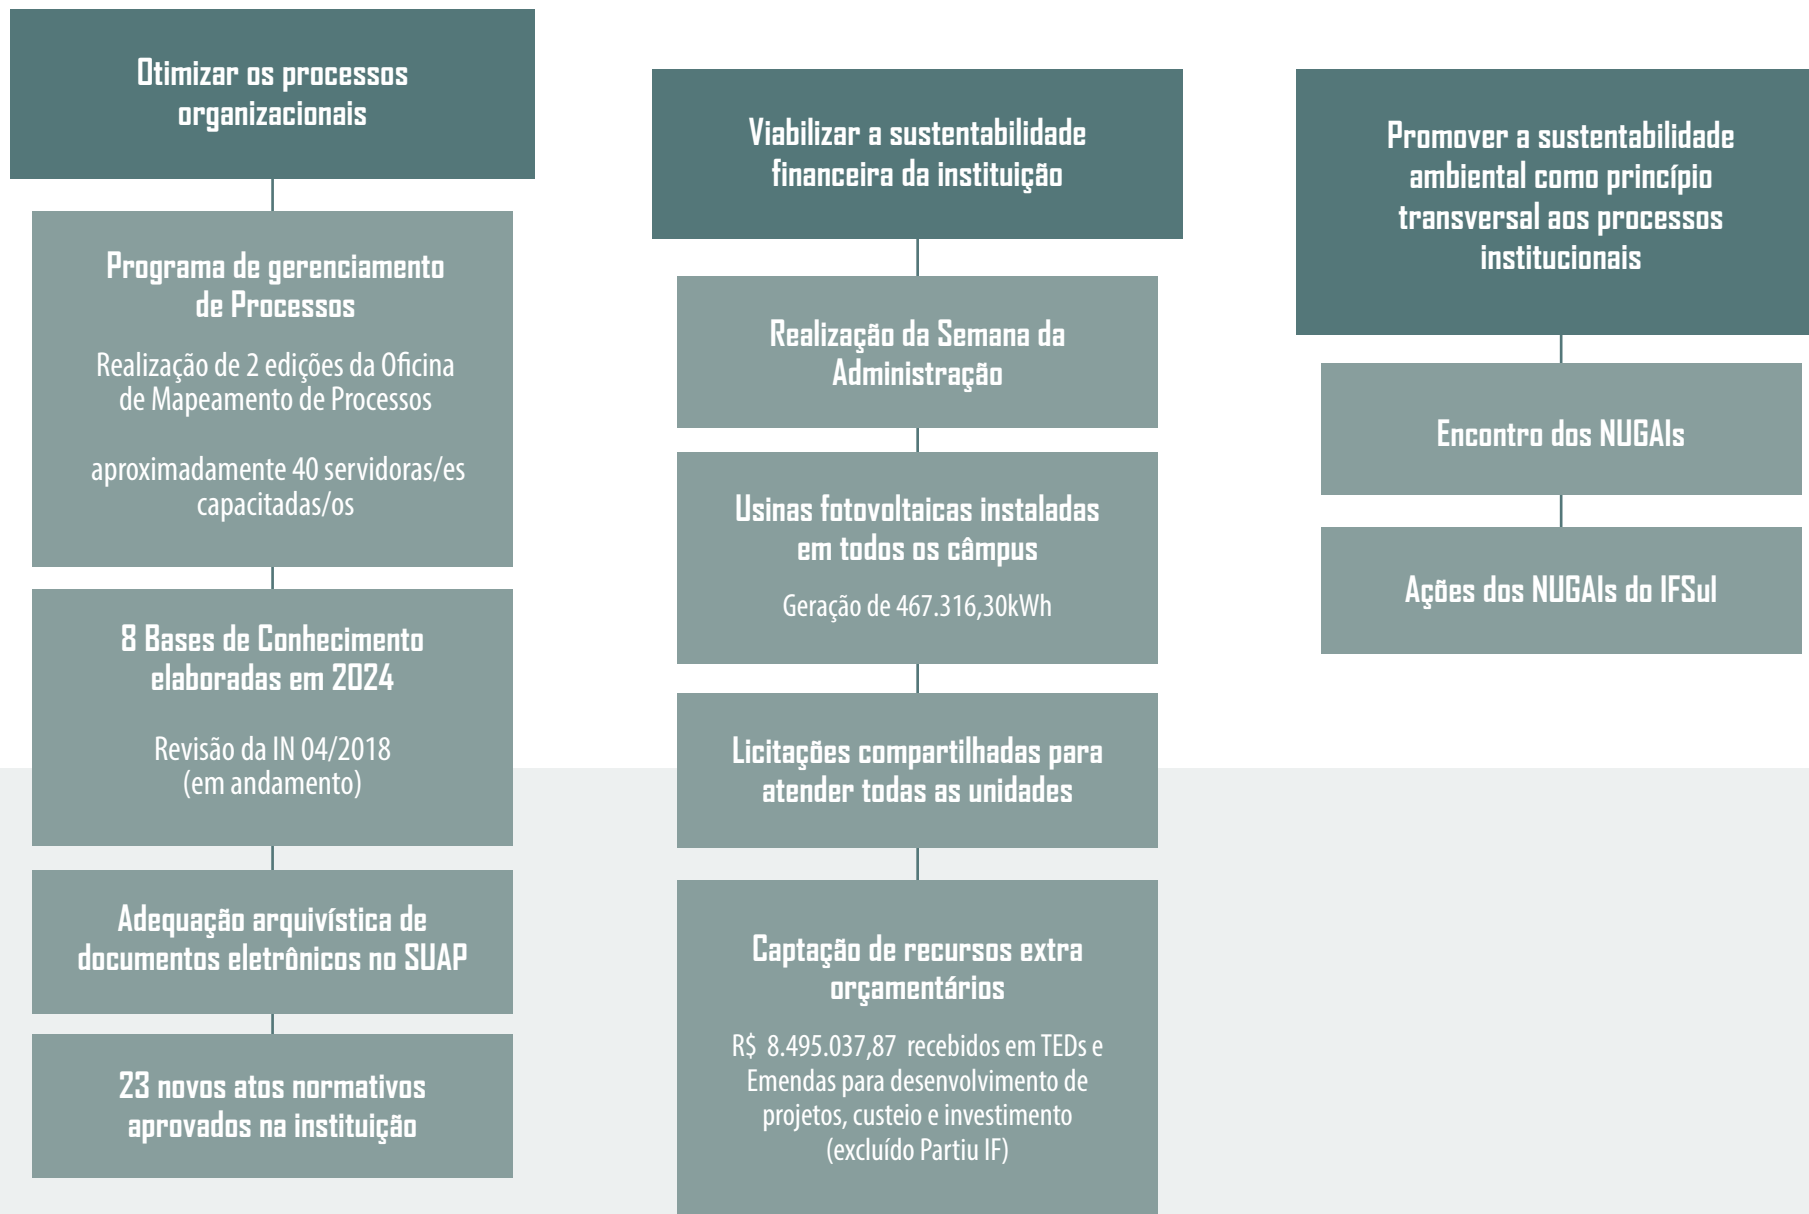 Otimizar os processos
organizacionais
Programa de gerenciamento
de Processos
Realização de 2 edições da Oficina
de Mapeamento de Processos
aproximadamente 40 servidoras/es
capacitadas/os
8 Bases de Conhecimento
elaboradas em 2024
Revisão da IN 04/2018
(em andamento)
Adequação arquivística de
documentos eletrônicos no SUAP
23 novos atos normativos
aprovados na instituição
Viabilizar a sustentabilidade
financeira da instituição
Realização da Semana da
Administração
Usinas fotovoltaicas instaladas
em todos os câmpus
Geração de 467.316,30kWh
Licitações compartilhadas para
atender todas as unidades
Captação de recursos extra
orçamentários
R$ 8.495.037,87 recebidos em TEDs e
Emendas para desenvolvimento de
projetos, custeio e investimento
(excluído Partiu IF)
Promover a sustentabilidade
ambiental como princípio
transversal aos processos
institucionais
Encontro dos NUGAIs
Ações dos NUGAIs do IFSul